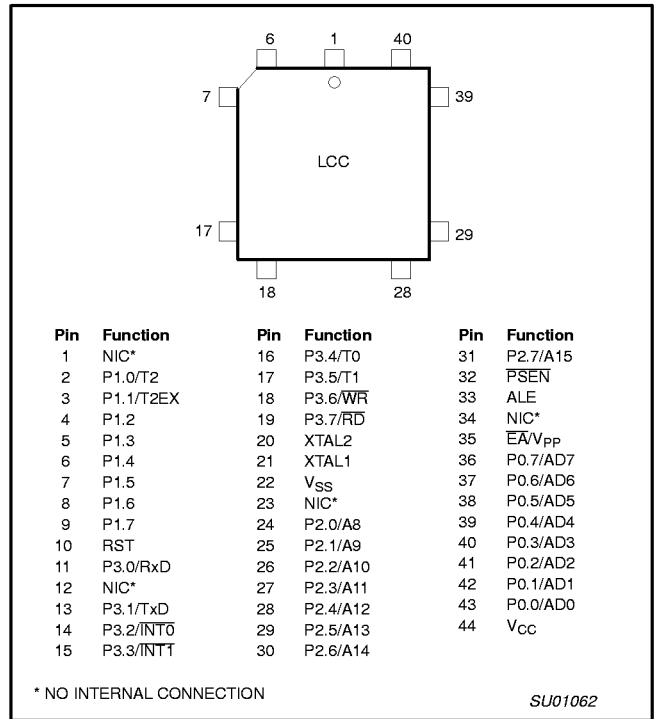 6 1 40
7 39
LCC
17 29
18 28
Pin Function Pin Function Pin Function
1 NIC* 16 P3.4/T0 31 P2.7/A15
2 P1.0/T2 17 P3.5/T1 32 PSEN
3 P1.1/T2EX 18 P3.6/WR 33 ALE
4 P1.2 19 P3.7/RD 34 NIC*
5 P1.3 20 XTAL2 35 EA/VPP
6 P1.4 21 XTAL1 36 P0.7/AD7
7 P1.5 22 VSS 37 P0.6/AD6
8 P1.6 23 NIC* 38 P0.5/AD5
9 P1.7 24 P2.0/A8 39 P0.4/AD4
10 RST 25 P2.1/A9 40 P0.3/AD3
11 P3.0/RxD 26 P2.2/A10 41 P0.2/AD2
12 NIC* 27 P2.3/A11 42 P0.1/AD1
13 P3.1/TxD 28 P2.4/A12 43 P0.0/AD0
14 P3.2/INT0 29 P2.5/A13 44 VCC
15 P3.3/INT1 30 P2.6/A14
* NO INTERNAL CONNECTION
SU01062